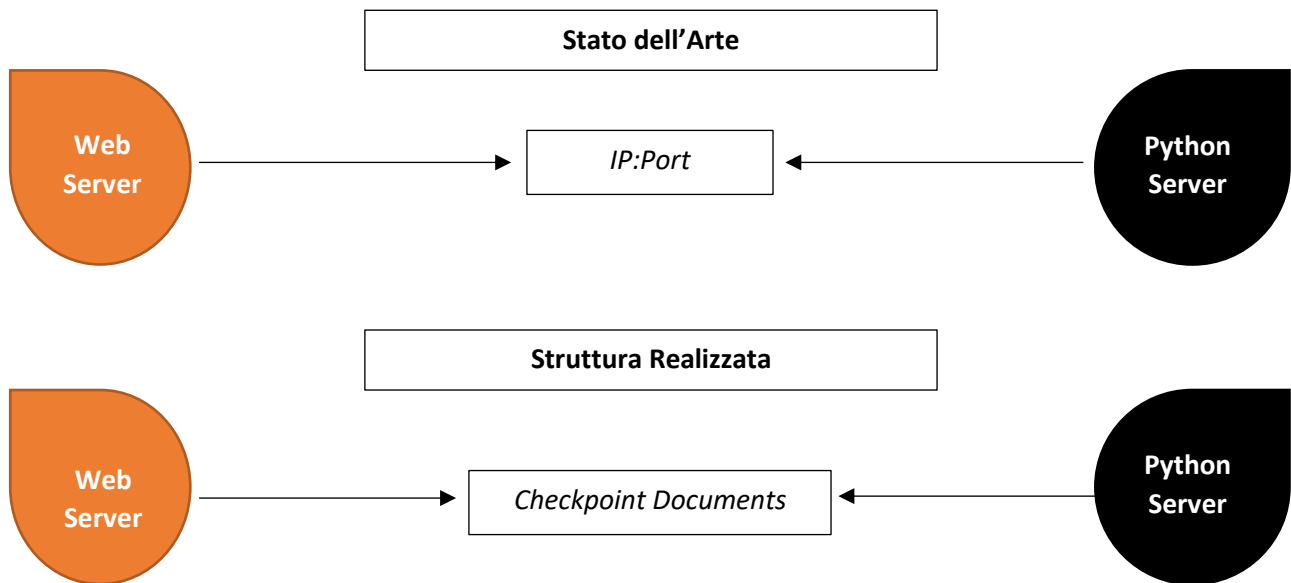 Stato dell’Arte
Web
Server
IP:Port
Python
Server
Struttura Realizzata
Web
Server
Checkpoint Documents
Python
Server